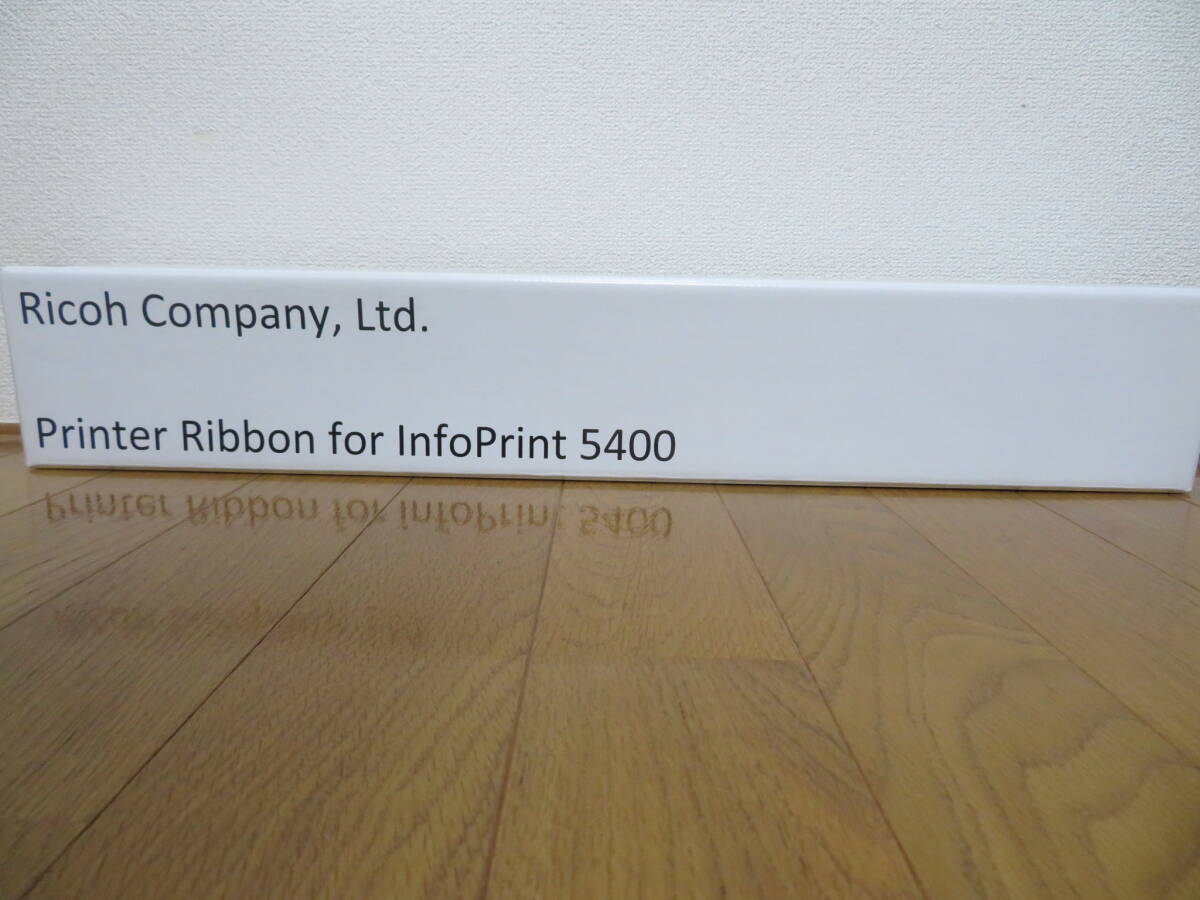 Ricoh Company, Ltd.
Printer Ribbon for InfoPrint 5400